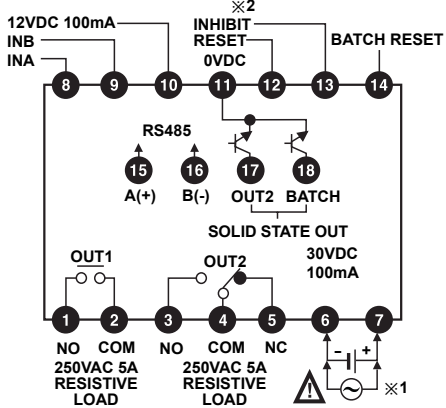 ※2
12VDC 100mA INHIBIT
INB RESET BATCH RESET
INA 0VDC
8 9 10 11 12 13 14
RS485
15 16 17 18
A(+) B(-) OUT2 BATCH
SOLID STATE OUT
OUT1 OUT2 30VDC
100mA
1 2 3 4 5 6 7
NO COM NO COM NC - +
250VAC 5A 250VAC 5A
RESISTIVE RESISTIVE ※1
LOAD LOAD